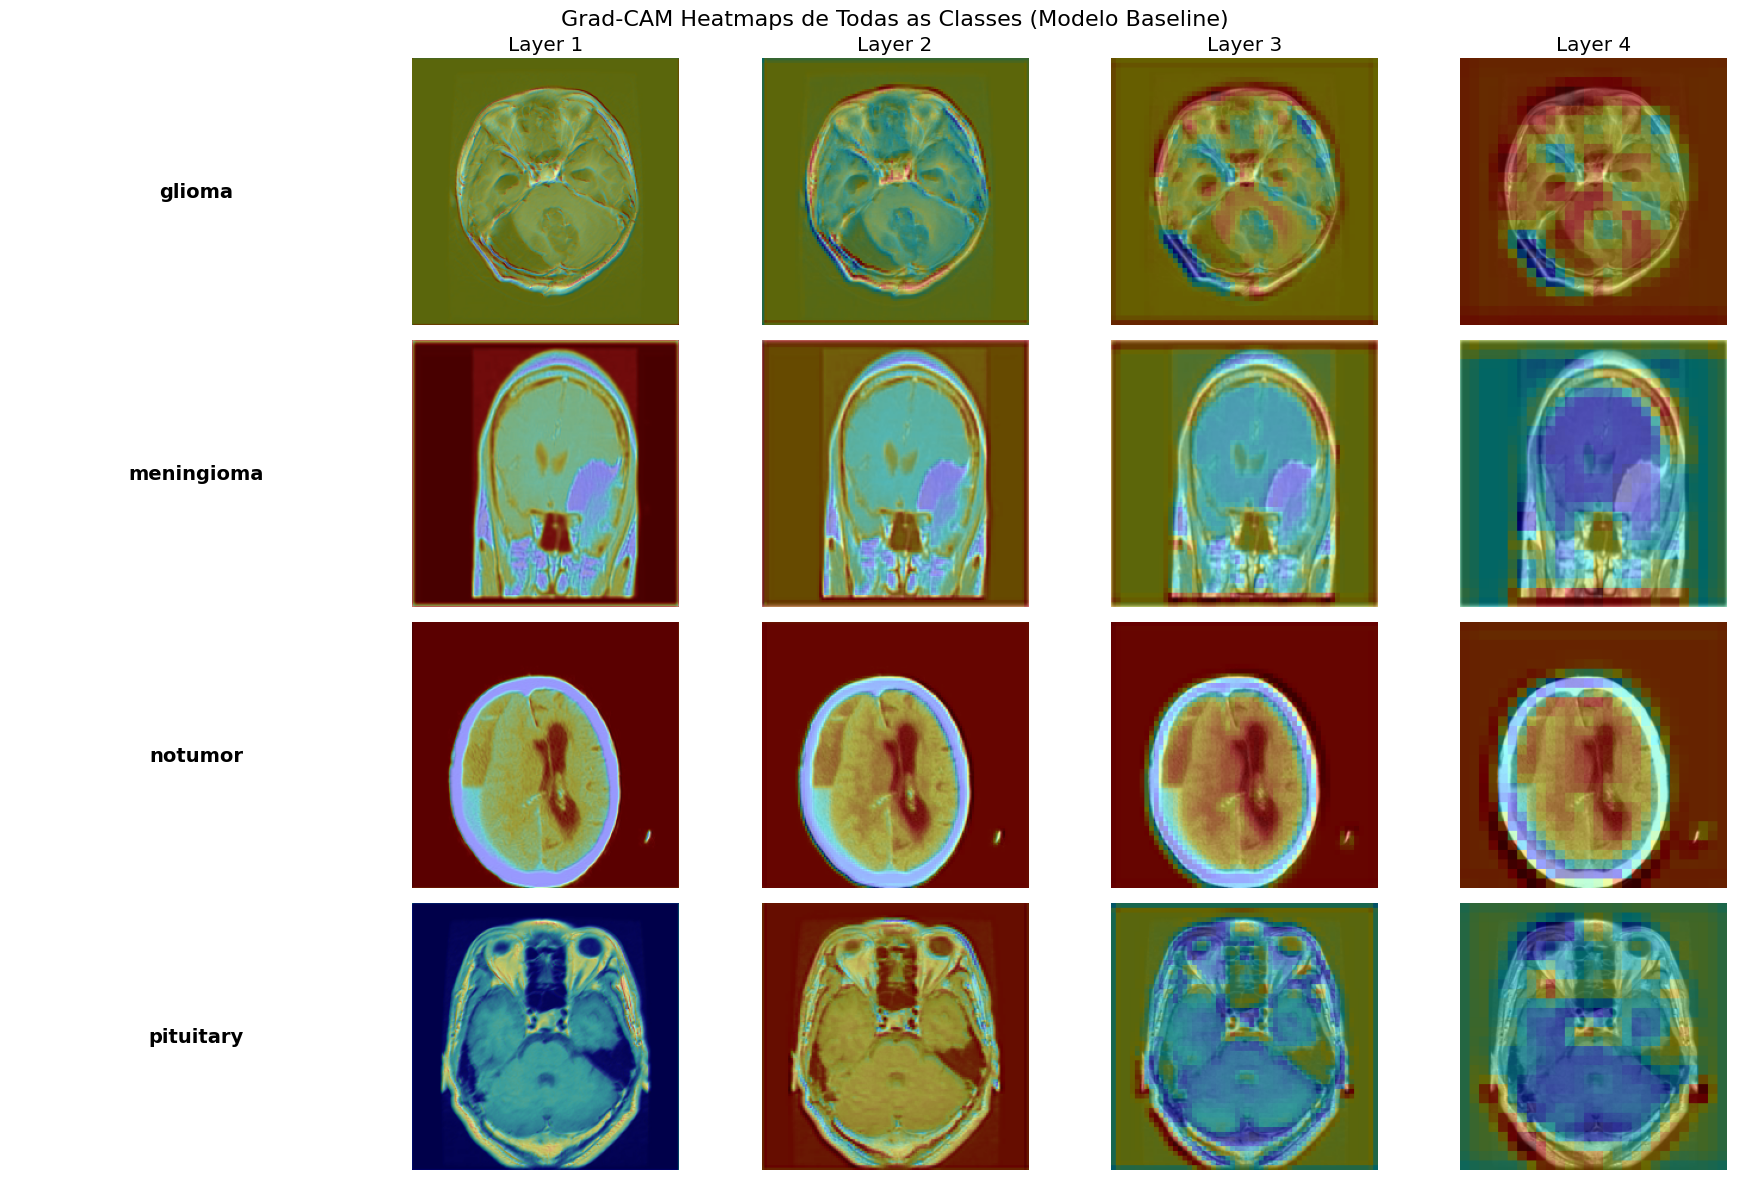 Grad-CAM Heatmaps de Todas as Classes (Modelo Baseline)
Layer 1 Layer 2 Layer 3 Layer 4
glioma
meningioma
notumor
pituitary